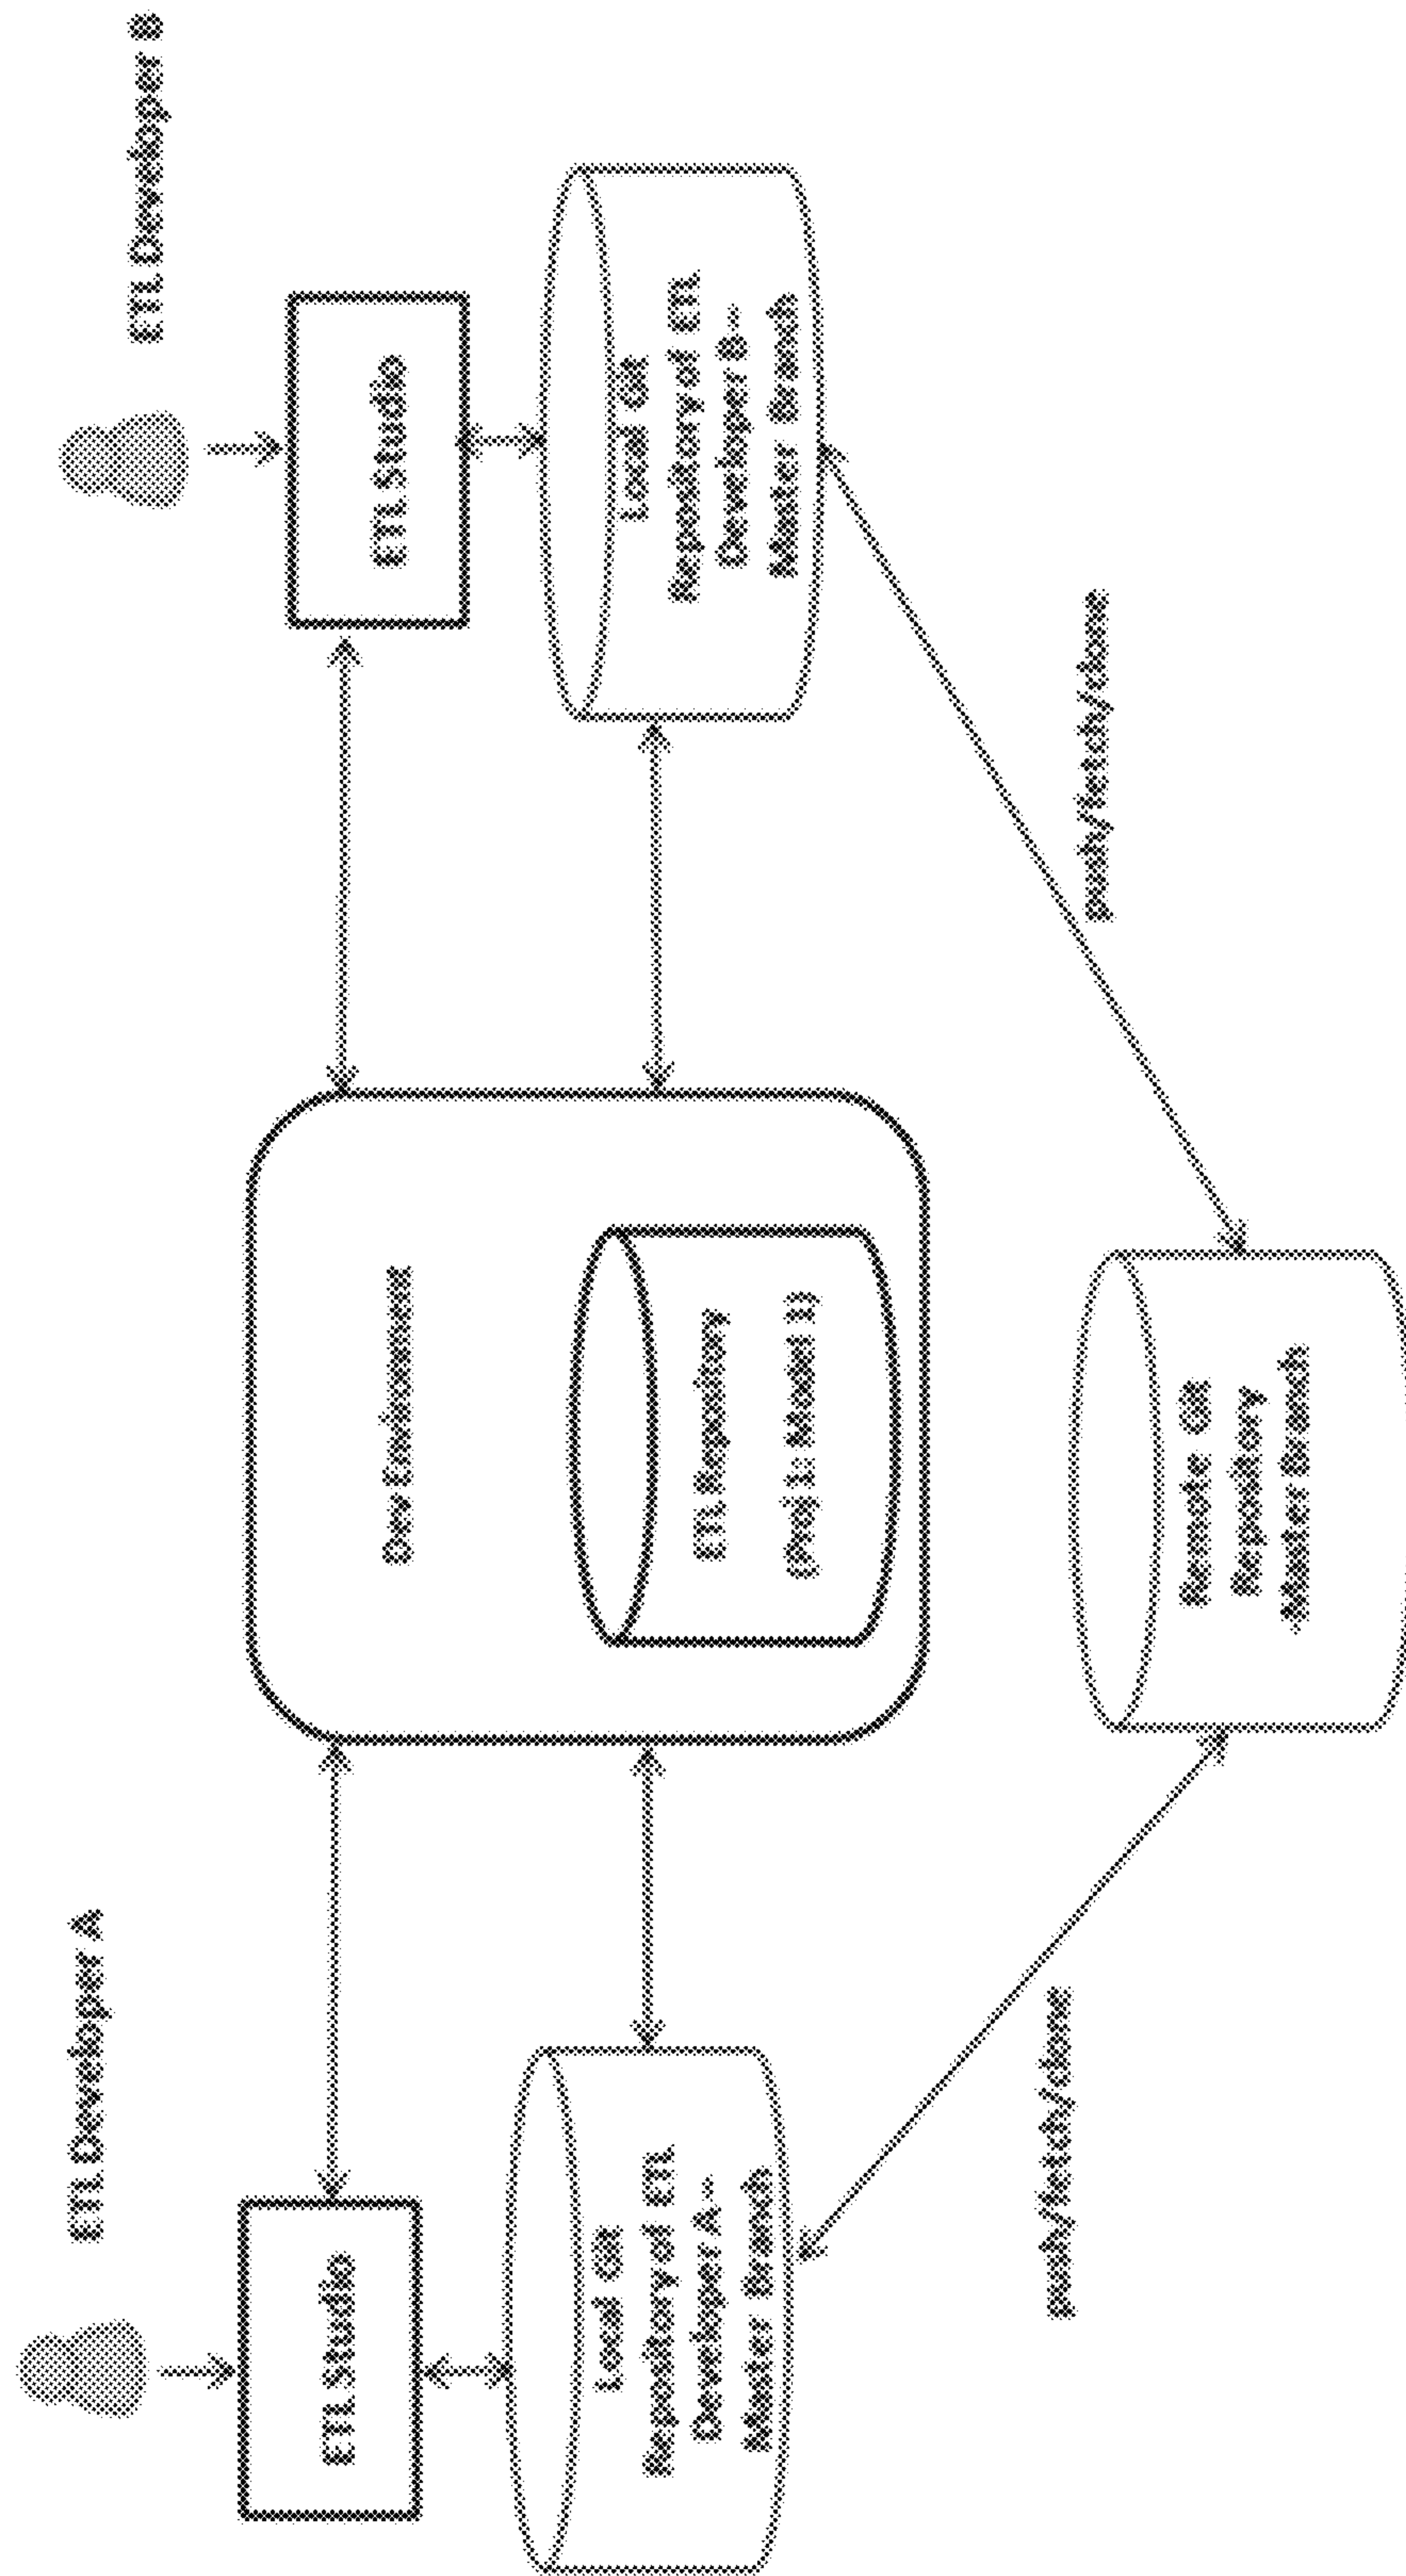 ETL Developer A
ETL Developer B
ETL Studio
Dev Environment
ETL Studio
Local Git
Repository of ETL
Developer A –
Master Branch
ETL Repository
(Proj 1: Model 1)
Local Git
Repository of ETL
Developer B –
Master Branch
push/fetch/clone
push/fetch/clone
Remote Git
Repository
-Master Branch